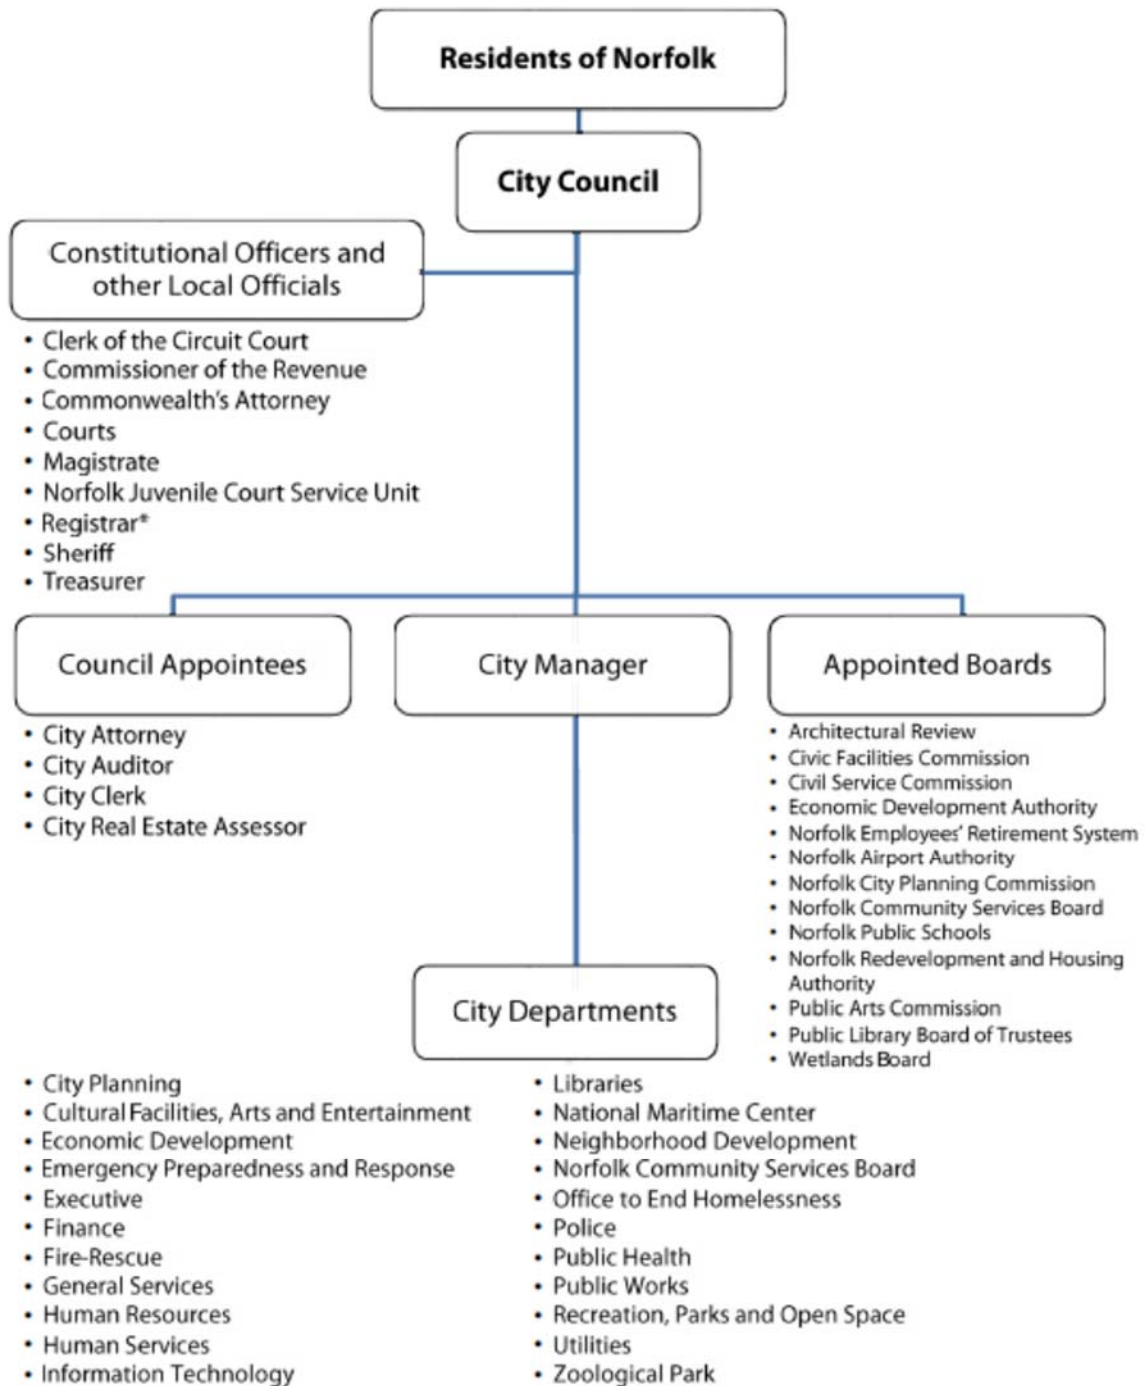 Residents of Norfolk
City Council
Constitutional Officers and
other Local Officials
• Clerk of the Circuit Court
• Commissioner of the Revenue
• Commonwealth's Attorney
• Courts
• Magistrate
• Norfolk Juvenile Court Service Unit
• Registrar*
• Sheriff
• Treasurer
Council Appointees
• City Attorney
• City Auditor
• City Clerk
• City Real Estate Assessor
City Manager
Appointed Boards
• Architectural Review
• Civic Facilities Commission
• Civil Service Commission
• Economic Development Authority
• Norfolk Employees' Retirement System
• Norfolk Airport Authority
• Norfolk City Planning Commission
• Norfolk Community Services Board
• Norfolk Public Schools
• Norfolk Redevelopment and Housing
Authority
• Public Arts Commission
• Public Library Board of Trustees
• Wetlands Board
City Departments
• City Planning
• Cultural Facilities, Arts and Entertainment
• Economic Development
• Emergency Preparedness and Response
• Executive
• Finance
• Fire-Rescue
• General Services
• Human Resources
• Human Services
• Information Technology
• Libraries
• National Maritime Center
• Neighborhood Development
• Norfolk Community Services Board
• Office to End Homelessness
• Police
• Public Health
• Public Works
• Recreation, Parks and Open Space
• Utilities
• Zoological Park